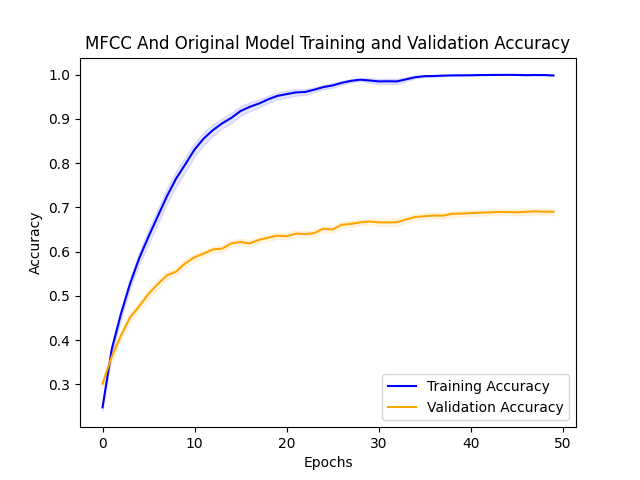 MFCC And Original Model Training and Validation Accuracy
Accuracy
1.0
0.9
0.8
0.7
0.6
0.5
0.4
0.3
Training Accuracy
Validation Accuracy
0 10 20 30 40 50
Epochs